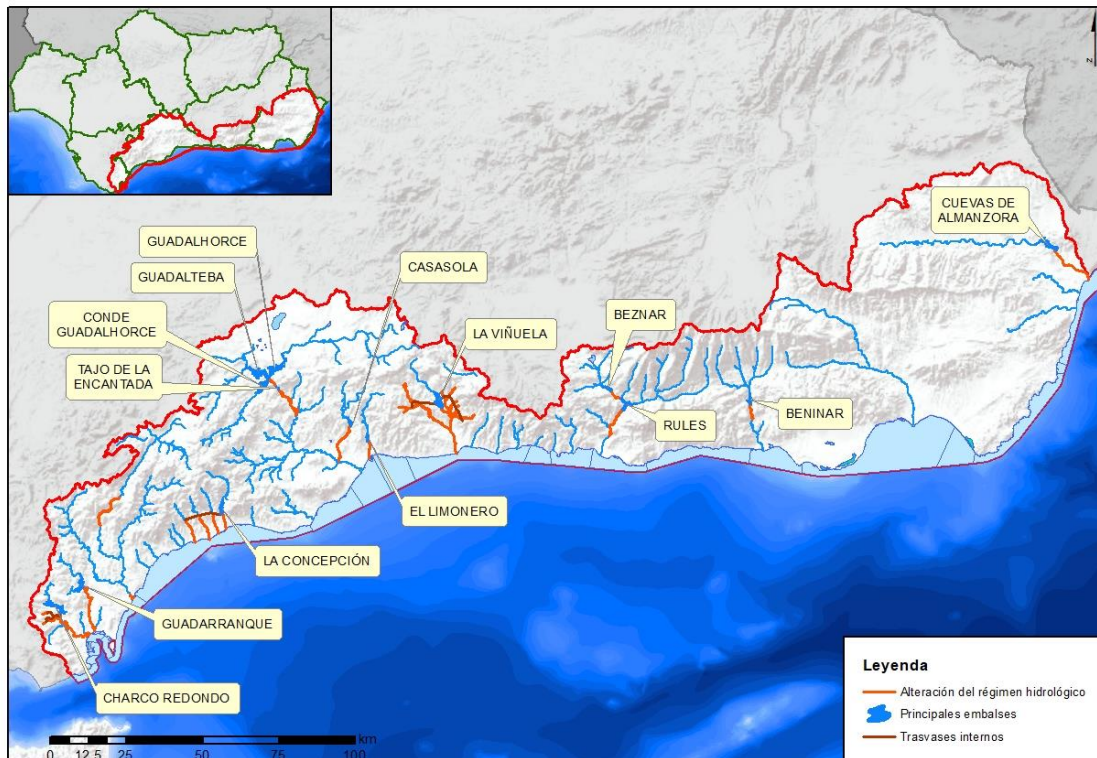 z
CUEVAS DE
ALMANZORA
GUADALHORCE
CASASOLA
GUADALTEBA
BEZNAR
CONDE
GUADALHORCE
LA VIÑUELA
TAJO DE LA
ENCANTADA
RULES
BENINAR
EL LIMONERO
LA CONCEPCIÓN
GUADARRANQUE
CHARCO REDONDO
km
0 12,5 25 50 75 100
Leyenda
Alteración del régimen hidrológico
Principales embalses
Trasvases internos